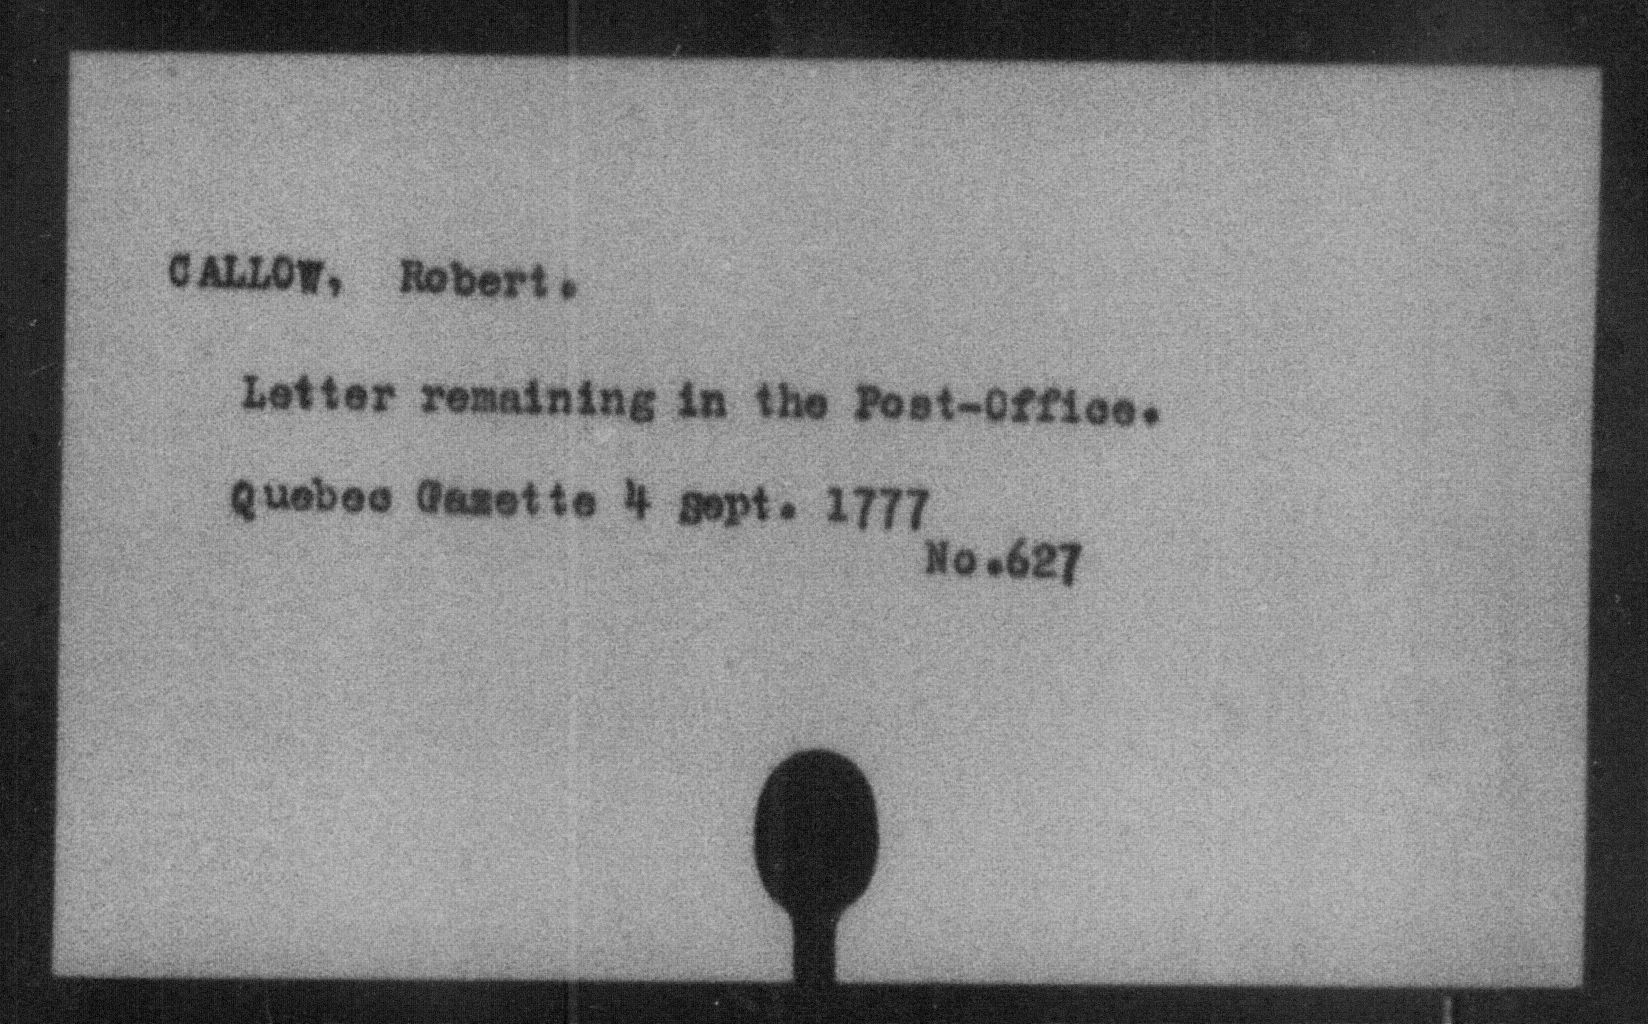 CALLOW, Robert.
Letter remaining in the Post-Office.
Quebec Gazette 4 sept. 1777
No.627